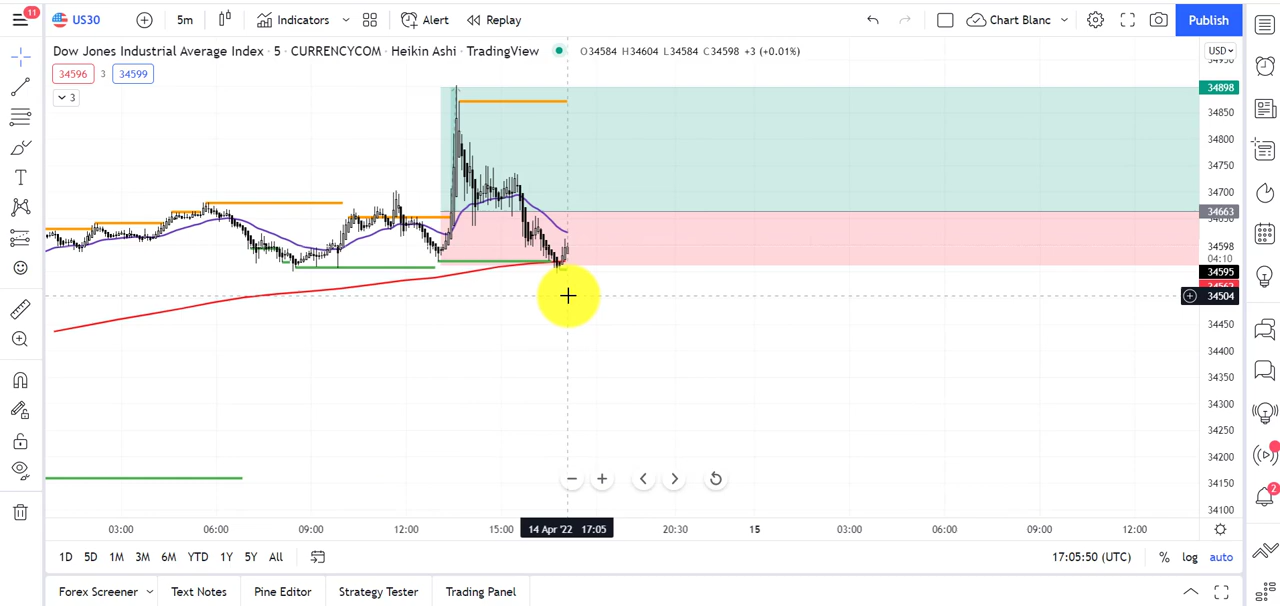 11
US30
5m
Indicators
Alert
Replay
Chart Blanc
Publish
Dow Jones Industrial Average Index · 5 · CURRENCYCOM · Heikin Ashi · TradingView
O34584 H34604 L34584 C34598 +3 (+0.01%)
USD
34596
3
34599
3
34898
34850
34800
34750
34700
34663
34598
04:10
34595
34504
34450
34400
34350
34300
34250
34200
34150
34100
03:00
06:00
09:00
12:00
15:00
14 Apr '22 17:05
20:30
15
03:00
06:00
09:00
12:00
1D
5D
1M
3M
6M
YTD
1Y
5Y
All
17:05:50 (UTC)
%
log
auto
2
Forex Screener
Text Notes
Pine Editor
Strategy Tester
Trading Panel